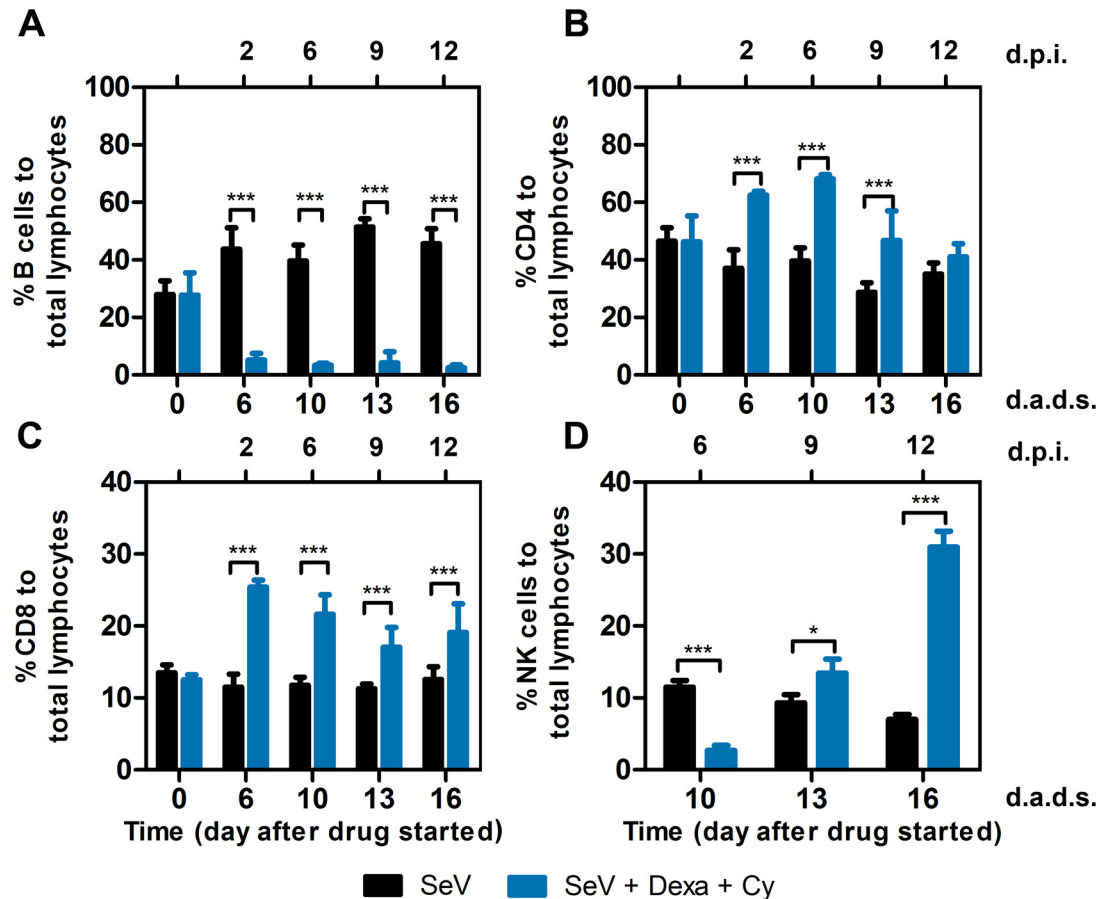 A
B
2 6 9 12
2 6 9 12
d.p.i.
% B cells to
total lymphocytes
100
80
60
40
20
0
*** *** *** ***
0 6 10 13 16
% CD4 to
total lymphocytes
100
80
60
40
20
0
*** *** ***
0 6 10 13 16
d.a.d.s.
C
D
2 6 9 12
6 9 12
d.p.i.
% CD8 to
total lymphocytes
40
30
20
10
0
*** *** *** ***
0 6 10 13 16
Time (day after drug started)
% NK cells to
total lymphocytes
40
30
20
10
0
*** * ***
10 13 16
d.a.d.s.
Time (day after drug started)
SeV SeV + Dexa + Cy